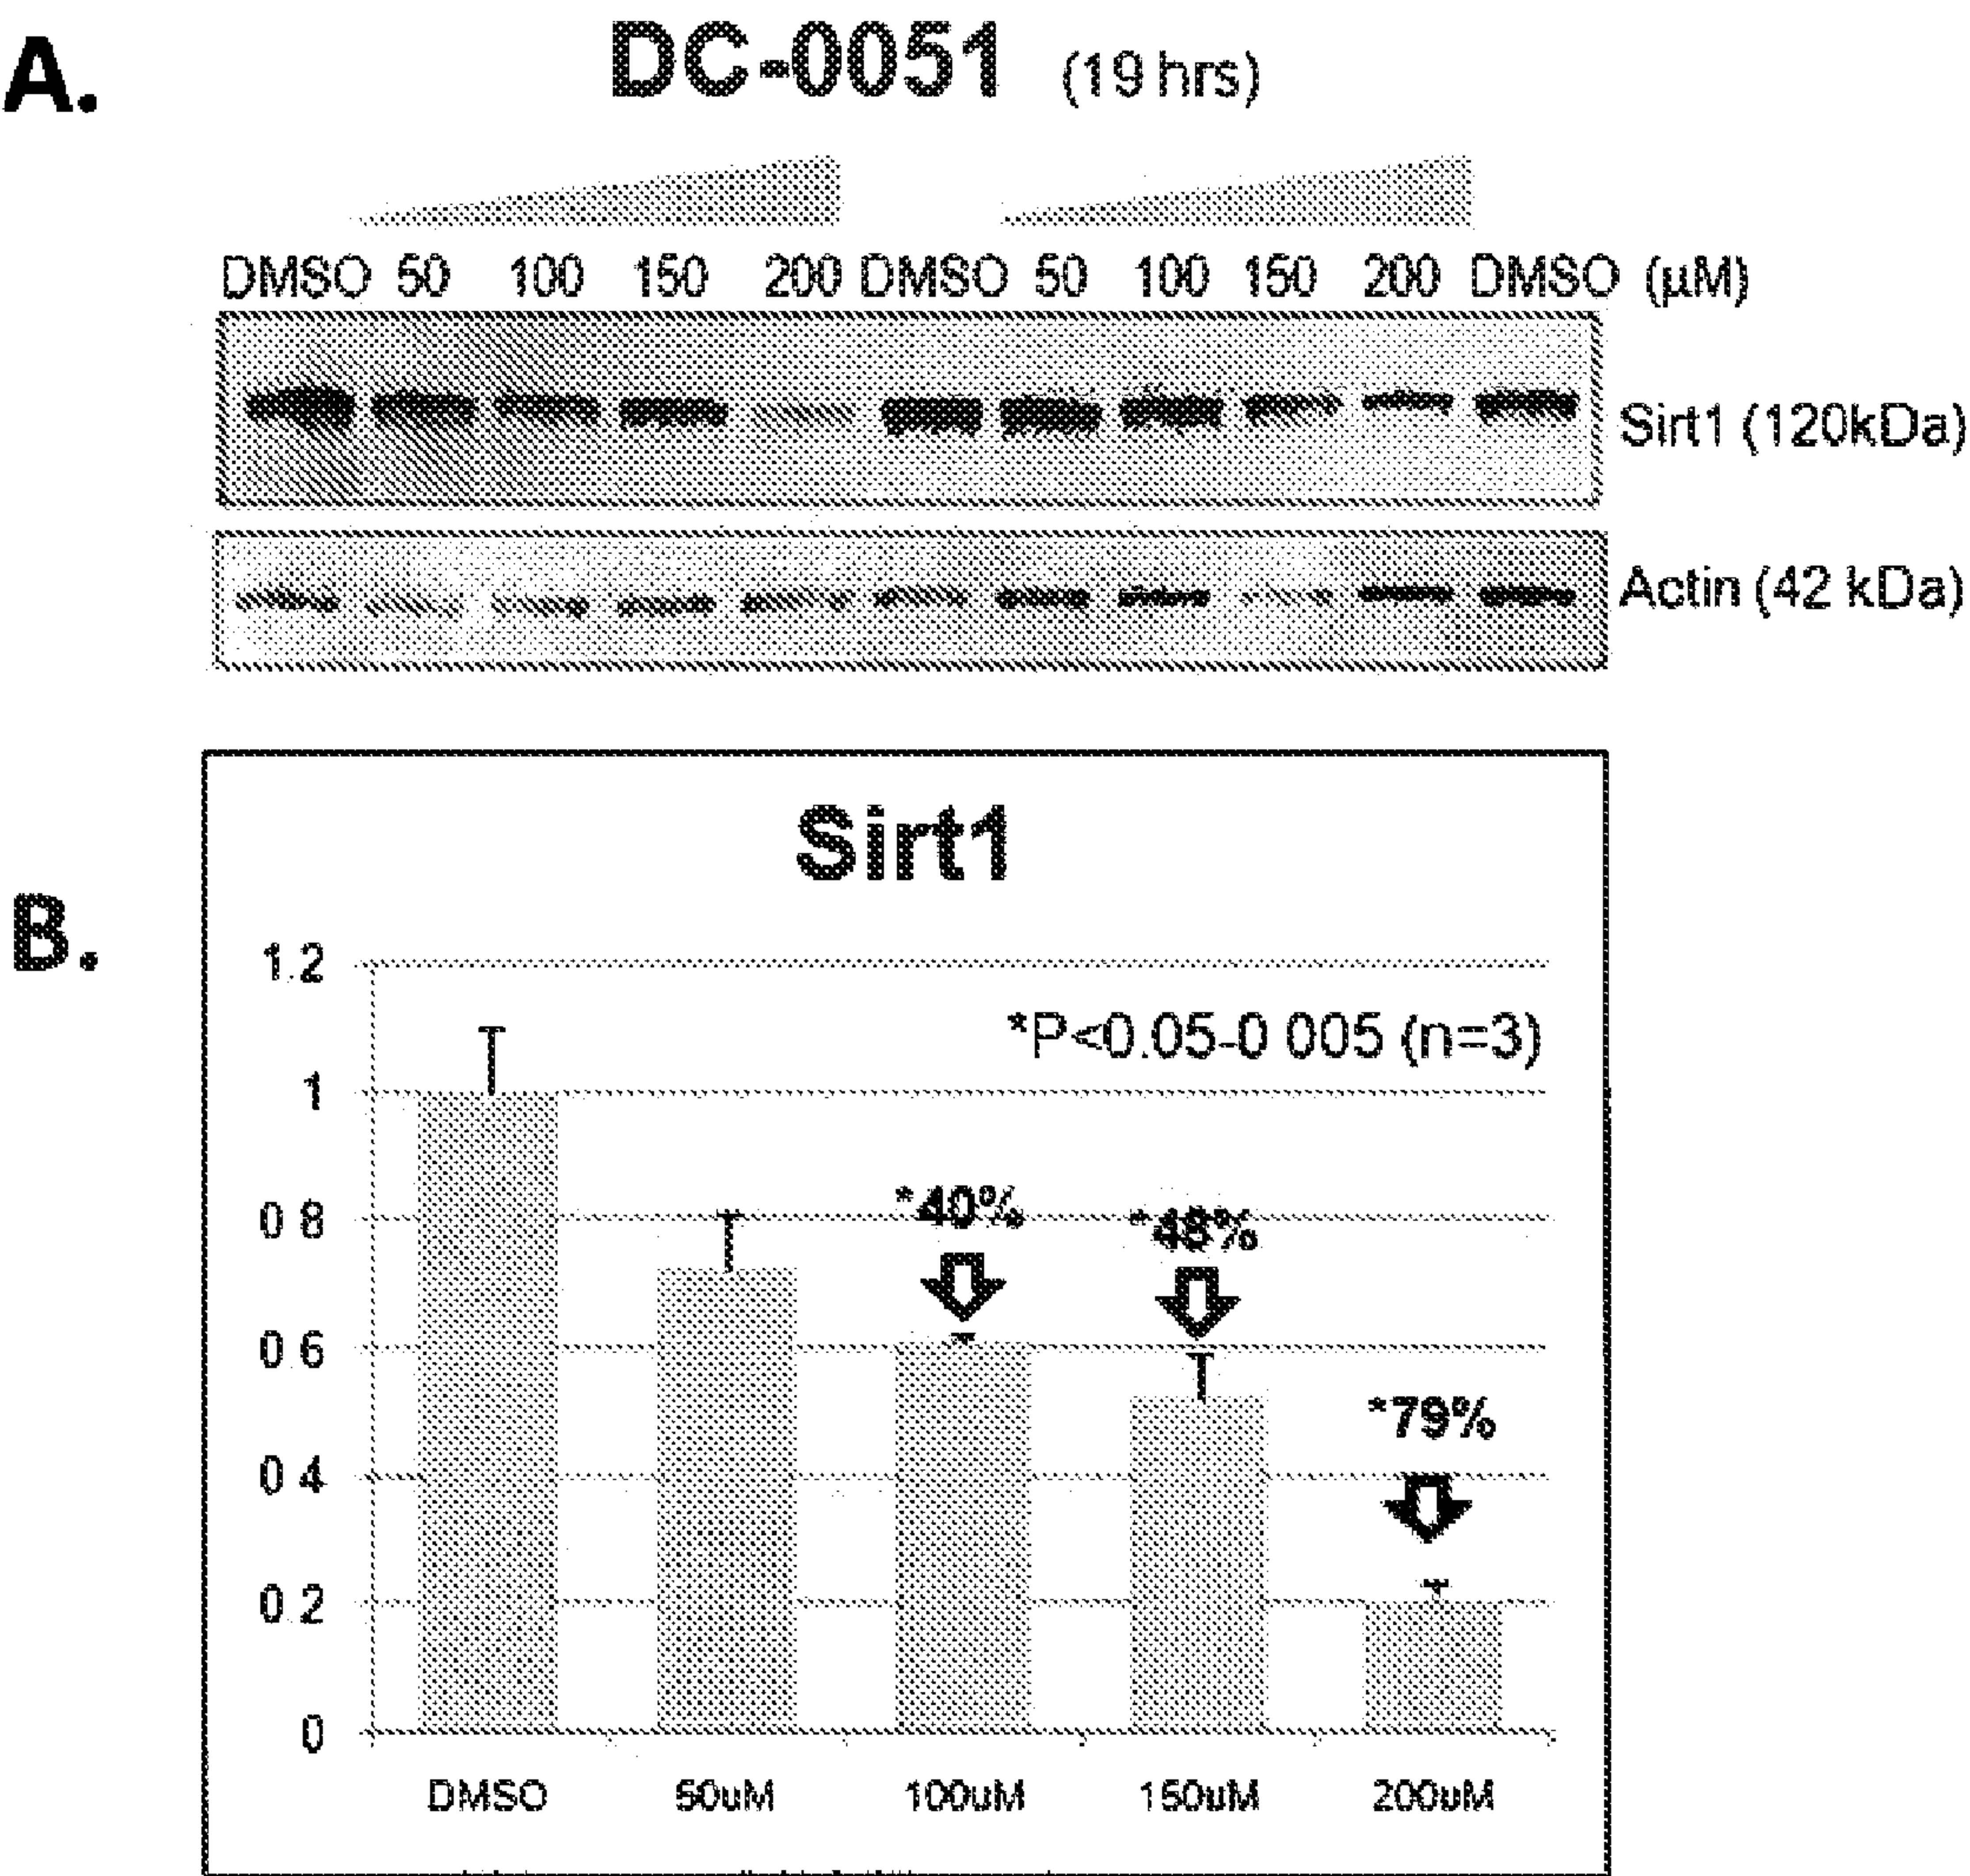 A.
DC-0051 (19 hrs)
DMSO 50 100 150 200 DMSO 50 100 150 200 DMSO (µM)
Sirt1 (120kDa)
Actin (42 kDa)
B.
Sirt1
1.2
*P<0.05-0 005 (n=3)
1
0 8
*40%
*48%
0 6
*79%
0 4
0 2
0
DMSO 50uM 100uM 150uM 200uM